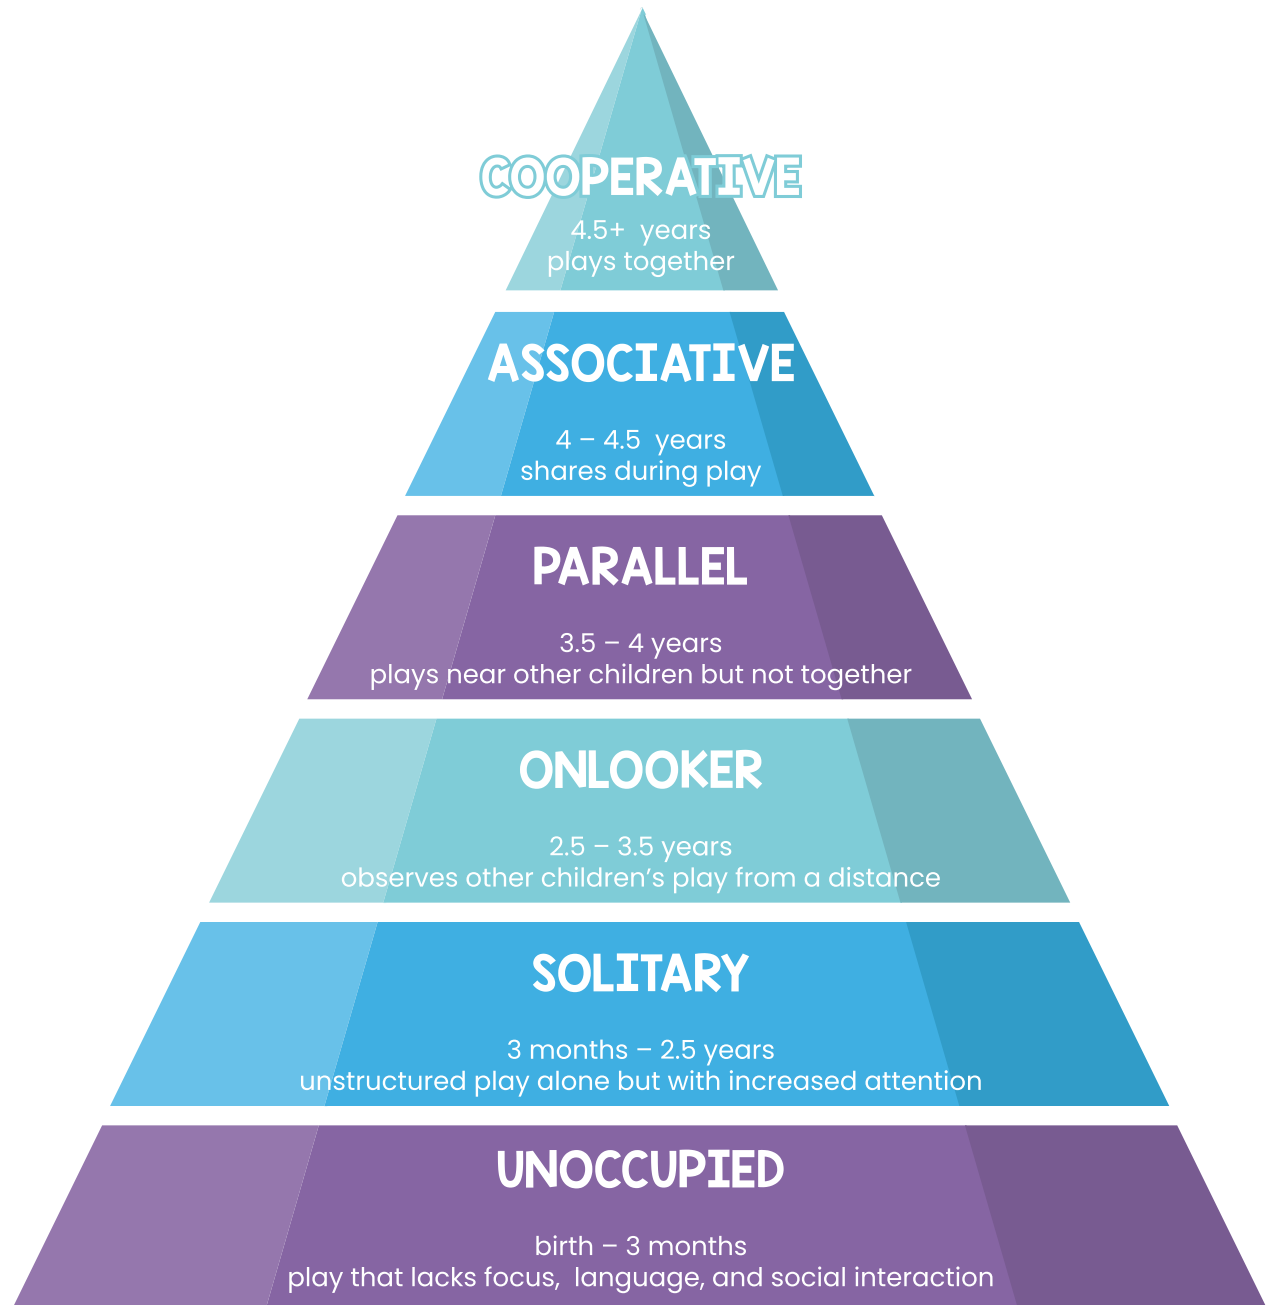 COOPERATIVE
4.5+ years
plays together
ASSOCIATIVE
4 – 4.5 years
shares during play
PARALLEL
3.5 – 4 years
plays near other children but not together
ONLOOKER
2.5 – 3.5 years
observes other children’s play from a distance
SOLITARY
3 months – 2.5 years
unstructured play alone but with increased attention
UNOCCUPIED
birth – 3 months
play that lacks focus, language, and social interaction